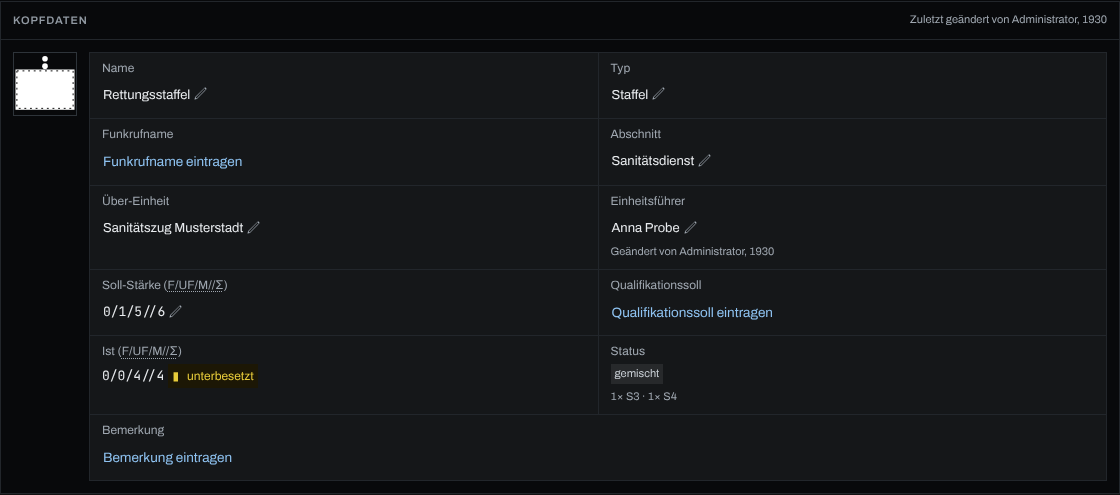 KOPFDATEN
Zuletzt geändert von Administrator, 1930
Name
Rettungsstaffel
Typ
Staffel
Funkrufname
Funkrufname eintragen
Abschnitt
Sanitätsdienst
Über-Einheit
Sanitätszug Musterstadt
Einheitsführer
Anna Probe
Geändert von Administrator, 1930
Soll-Stärke (F/UF/M//Σ)
0/1/5//6
Qualifikationssoll
Qualifikationssoll eintragen
Ist (F/UF/M//Σ)
0/0/4//4 unterbesetzt
Status
gemischt
1× S3 · 1× S4
Bemerkung
Bemerkung eintragen